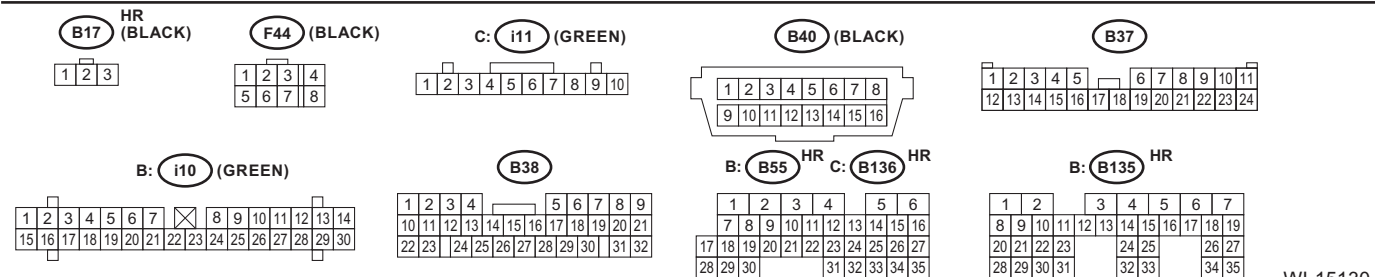 B17 HR (BLACK)
1 2 3
F44 (BLACK)
1 2 3 4
5 6 7 8
C: i11 (GREEN)
1 2 3 4 5 6 7 8 9 10
B40 (BLACK)
1 2 3 4 5 6 7 8
9 10 11 12 13 14 15 16
B37
1 2 3 4 5 6 7 8 9 10 11
12 13 14 15 16 17 18 19 20 21 22 23 24
B: i10 (GREEN)
1 2 3 4 5 6 7 8 9 10 11 12 13 14
15 16 17 18 19 20 21 22 23 24 25 26 27 28 29 30
B38
1 2 3 4 5 6 7 8 9
10 11 12 13 14 15 16 17 18 19 20 21
22 23 24 25 26 27 28 29 30 31 32
B: B55 HR C: B136 HR
1 2 3 4 5 6
7 8 9 10 11 12 13 14 15 16
17 18 19 20 21 22 23 24 25 26 27
28 29 30 31 32 33 34 35
B: B135 HR
1 2 3 4 5 6 7
8 9 10 11 12 13 14 15 16 17 18 19
20 21 22 23 24 25 26 27
28 29 30 31 32 33 34 35